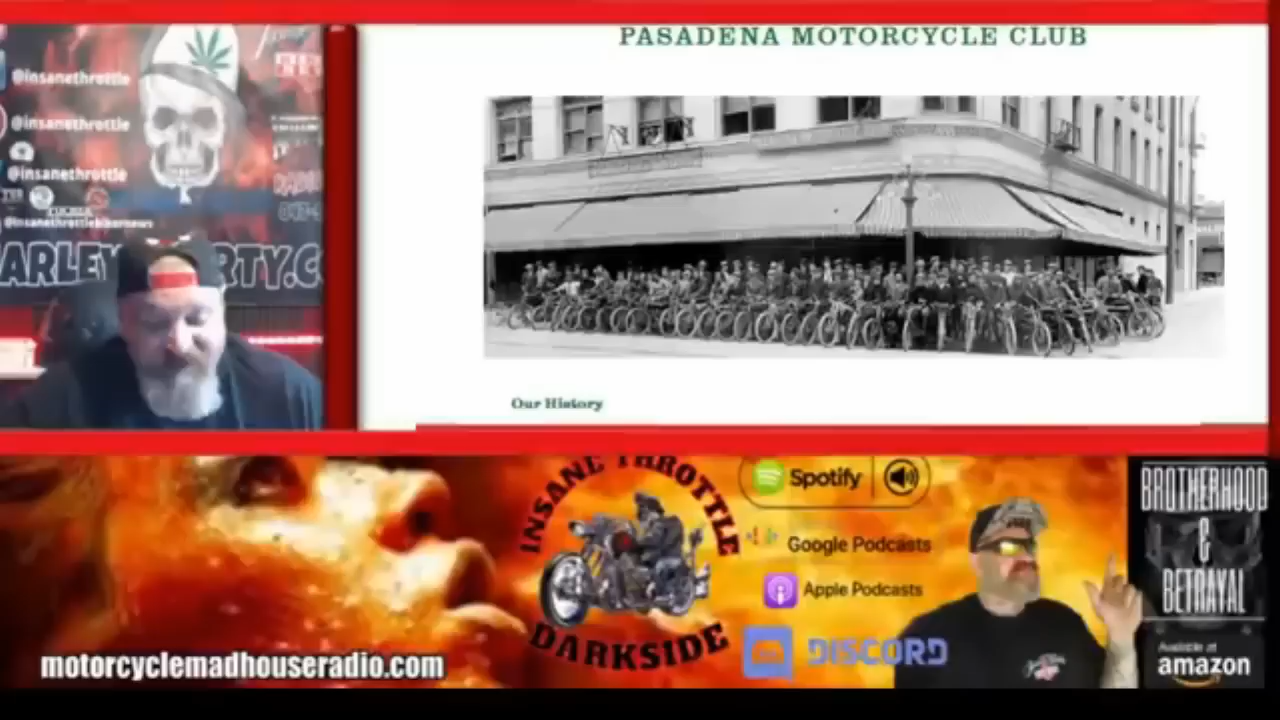 PASADENA MOTORCYCLE CLUB
@insanethrottle
@insanethrottle
@insanethrottle
@insanethrottlebikernews
Our History
INSANE THROTTLE
DARKSIDE
Spotify
Google Podcasts
Apple Podcasts
DISCORD
BROTHERHOOD
&
BETRAYAL
Available at
amazon
motorcyclemadhouseradio.com